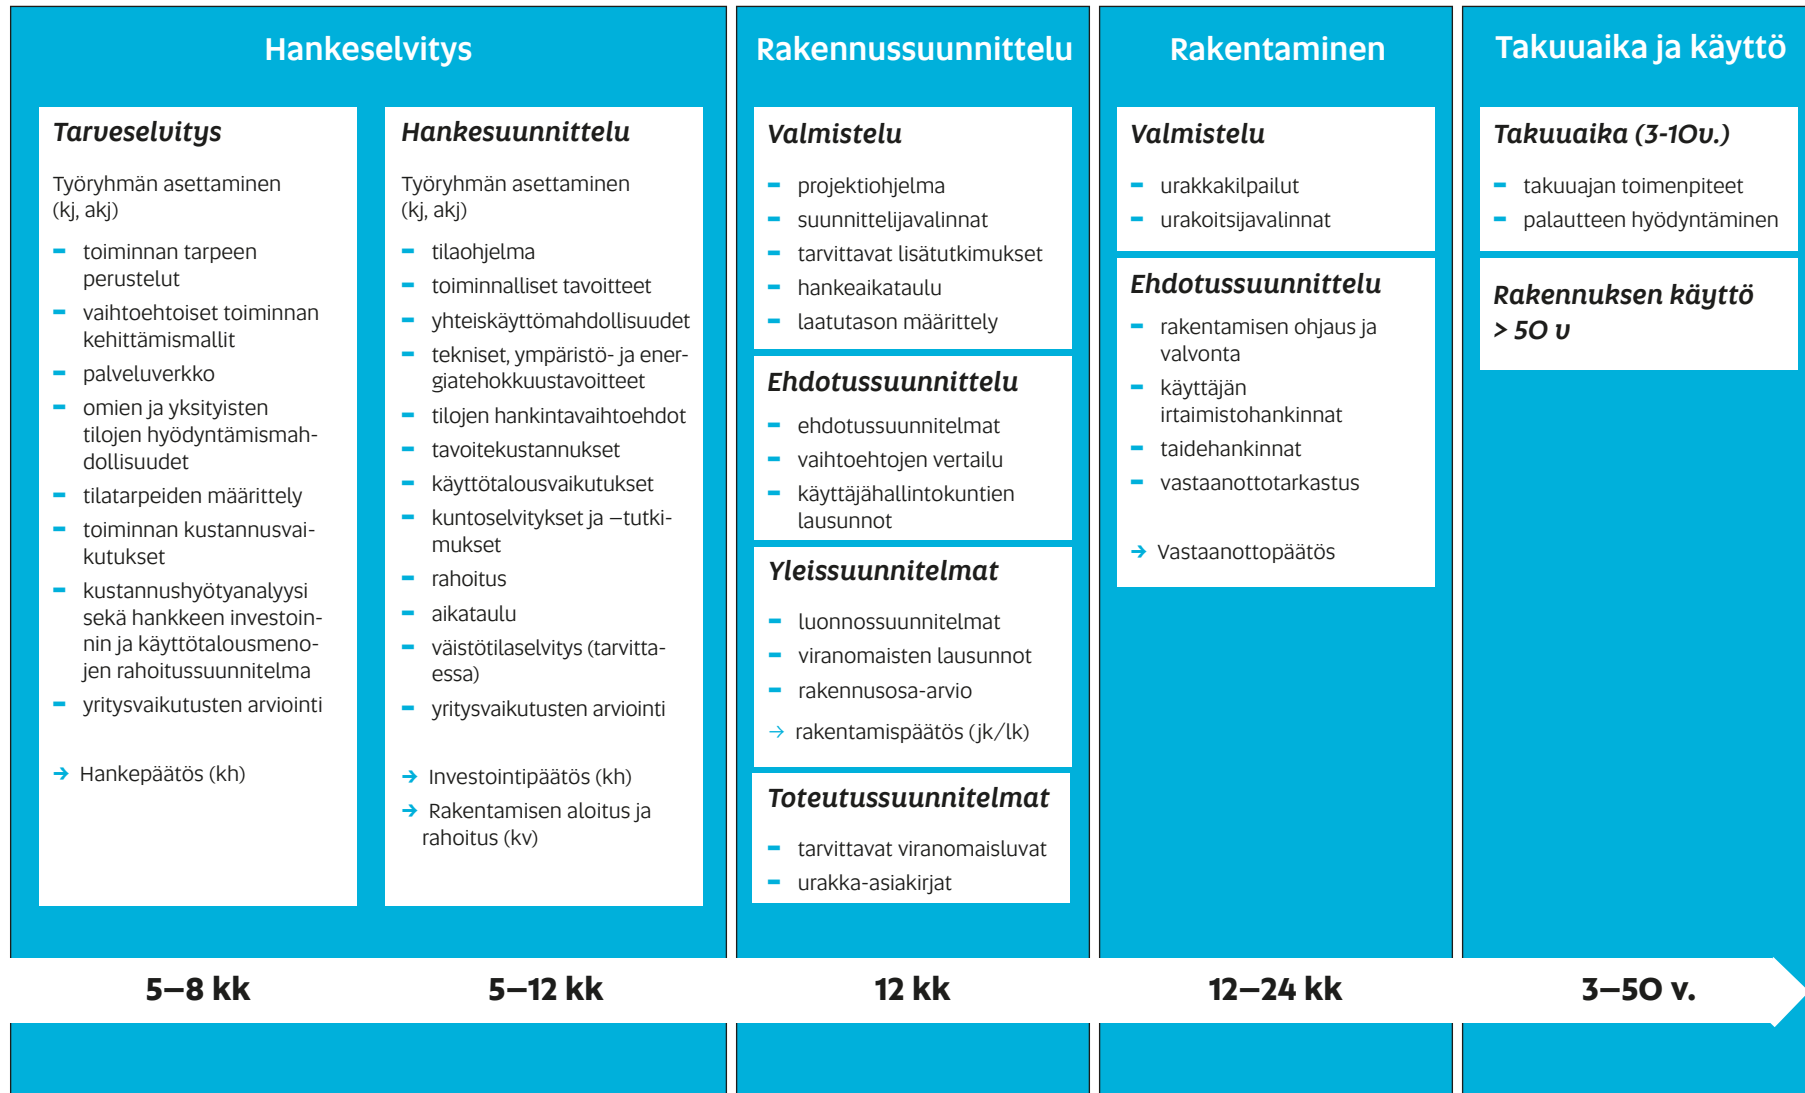 Hankeselvitys
Tarveselvitys
Työryhmän asettaminen
(kj, akj)
– toiminnan tarpeen
perustelut
– vaihtoehtoiset toiminnan
kehittämismallit
– palveluverkko
– omien ja yksityisten
tilojen hyödyntämismah-
dollisuudet
– tilatarpeiden määrittely
– toiminnan kustannusvai-
kutukset
– kustannushyötyanalyysi
sekä hankkeen investoin-
nin ja käyttötalousmeno-
jen rahoitussuunnitelma
– yritysvaikutusten arviointi
→ Hankepäätös (kh)
Hankesuunnittelu
Työryhmän asettaminen
(kj, akj)
– tilaohjelma
– toiminnalliset tavoitteet
– yhteiskäyttömahdollisuudet
– tekniset, ympäristö- ja ener-
giatehokkuustavoitteet
– tilojen hankintavaihtoehdot
– tavoitekustannukset
– käyttötalousvaikutukset
– kuntoselvitykset ja –tutki-
mukset
– rahoitus
– aikataulu
– väistötilaselvitys (tarvitta-
essa)
– yritysvaikutusten arviointi
→ Investointipäätös (kh)
→ Rakentamisen aloitus ja
rahoitus (kv)
Rakennussuunnittelu
Valmistelu
– projektiohjelma
– suunnittelijavalinnat
– tarvittavat lisätutkimukset
– hankeaikataulu
– laatutason määrittely
Ehdotussuunnittelu
– ehdotussuunnitelmat
– vaihtoehtojen vertailu
– käyttäjähallintokuntien
lausunnot
Yleissuunnitelmat
– luonnossuunnitelmat
– viranomaisten lausunnot
– rakennusosa-arvio
→ rakentamispäätös (jk/lk)
Toteutussuunnitelmat
– tarvittavat viranomaisluvat
– urakka-asiakirjat
Rakentaminen
Valmistelu
– urakkakilpailut
– urakoitsijavalinnat
Ehdotussuunnittelu
– rakentamisen ohjaus ja
valvonta
– käyttäjän
irtaimistohankinnat
– taidehankinnat
– vastaanottotarkastus
→ Vastaanottopäätös
Takuuaika ja käyttö
Takuuaika (3-10v.)
– takuuajan toimenpiteet
– palautteen hyödyntäminen
Rakennuksen käyttö
> 50 v
5–8 kk
5–12 kk
12 kk
12–24 kk
3–50 v.